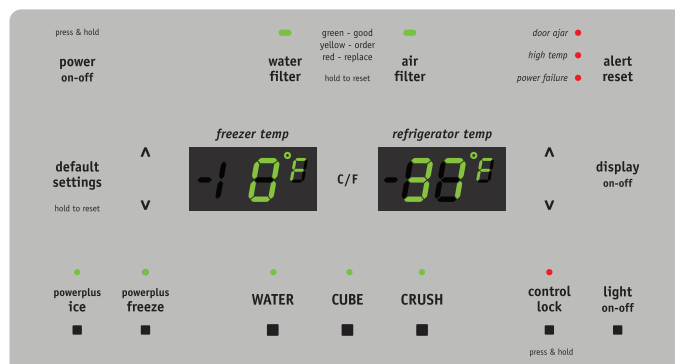 press & hold
power
on-off
water
filter
green - good
yellow - order
red - replace
hold to reset
air
filter
door ajar
high temp
power failure
alert
reset
default
settings
hold to reset
freezer temp
0°F
C/F
refrigerator temp
37°F
display
on-off
powerplus
ice
powerplus
freeze
WATER
CUBE
CRUSH
control
lock
press & hold
light
on-off